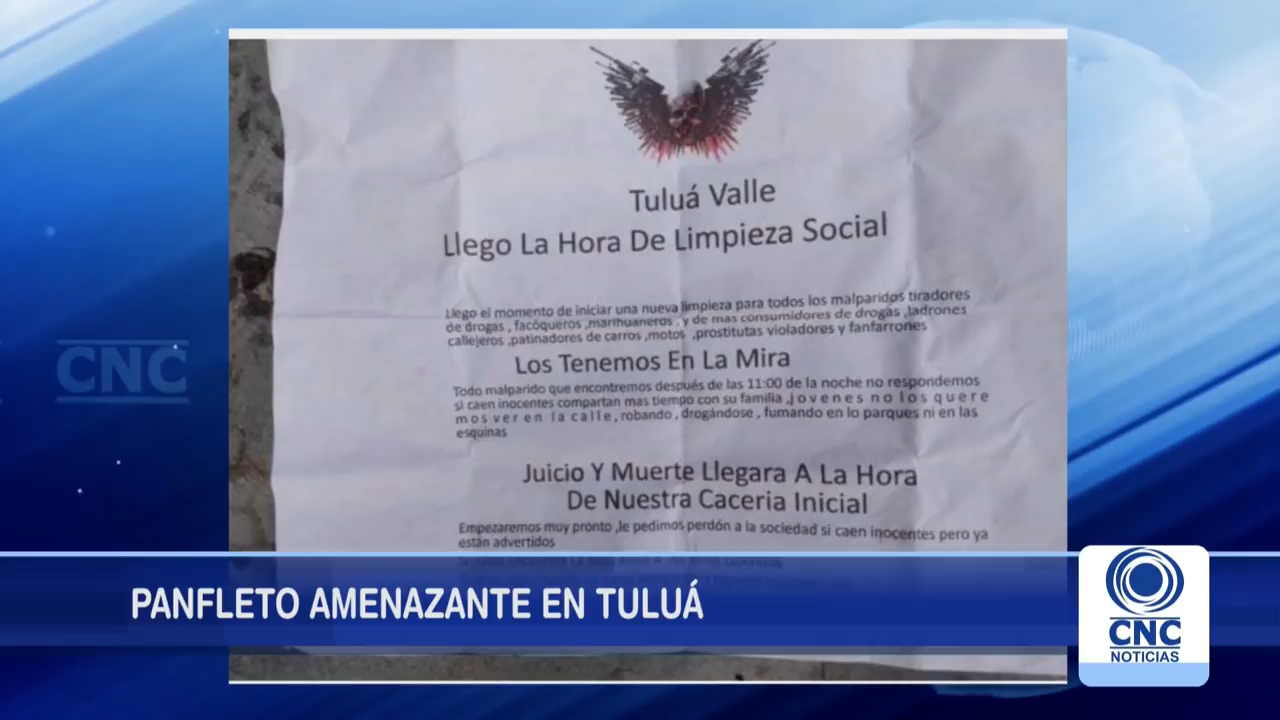 Tuluá Valle
Llego La Hora De Limpieza Social
Llego el momento de iniciar una nueva limpieza para todos los malparidos tiradores
de drogas , facóqueros ,marihuaneros , y de mas consumidores de drogas ,ladrones
callejeros ,patinadores de carros ,motos ,prostitutas violadores y fanfarrones
Los Tenemos En La Mira
Todo malparido que encontremos después de las 11:00 de la noche no respondemos
si caen inocentes compartan mas tiempo con su familia ,j o v e n e s n o l o s q u e r e
m o s v e r e n l a c a l l e , robando , drogándose , fumando en lo parques ni en las
esquinas
Juicio Y Muerte Llegara A La Hora
De Nuestra Caceria Inicial
Empezaremos muy pronto ,le pedimos perdón a la sociedad si caen inocentes pero ya
están advertidos
CNC
PANFLETO AMENAZANTE EN TULUÁ
CNC
NOTICIAS